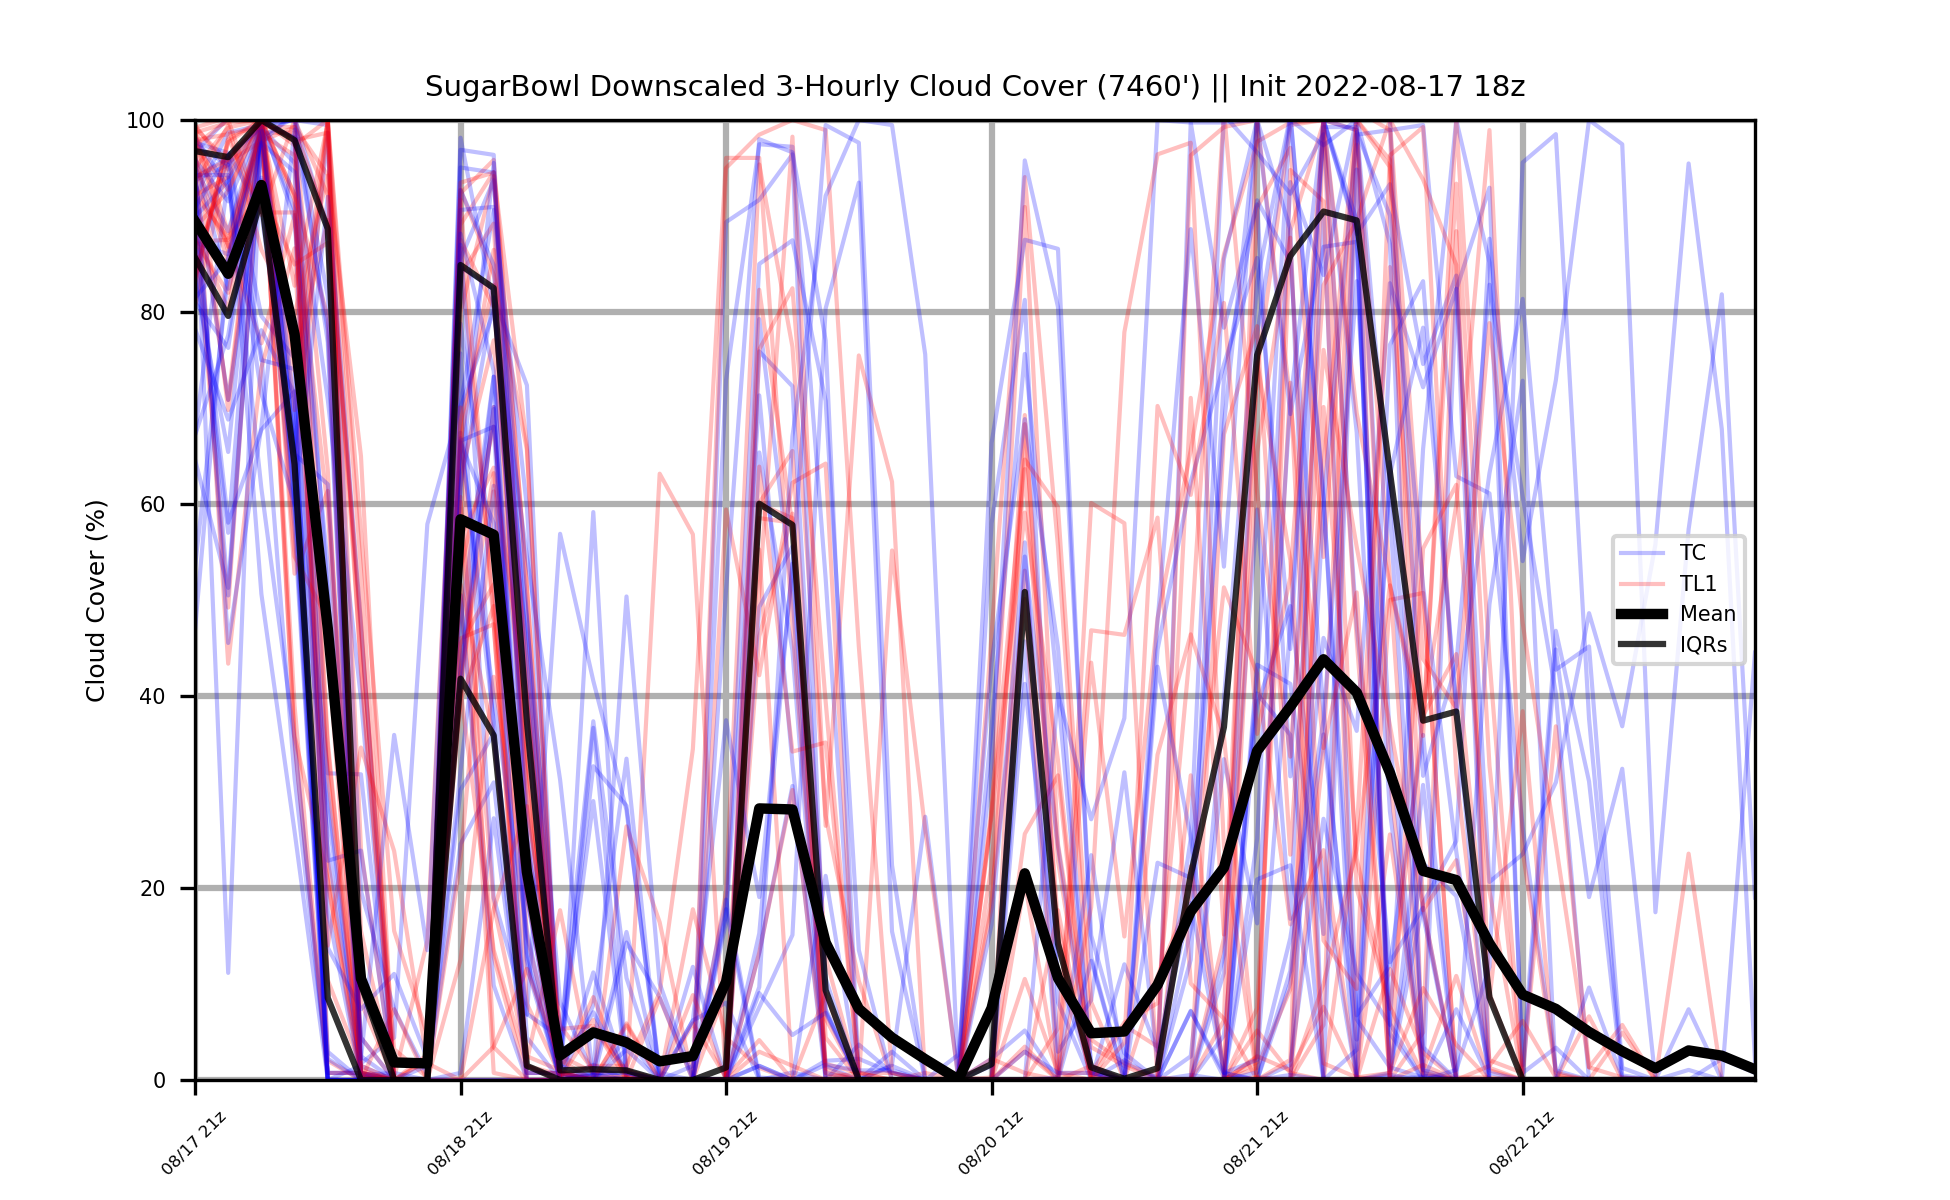 SugarBowl Downscaled 3-Hourly Cloud Cover (7460') || Init 2022-08-17 18z
Cloud Cover (%)
100
80
60
40
20
0
TC
TL1
Mean
IQRs
08/17 21z
08/18 21z
08/19 21z
08/20 21z
08/21 21z
08/22 21z